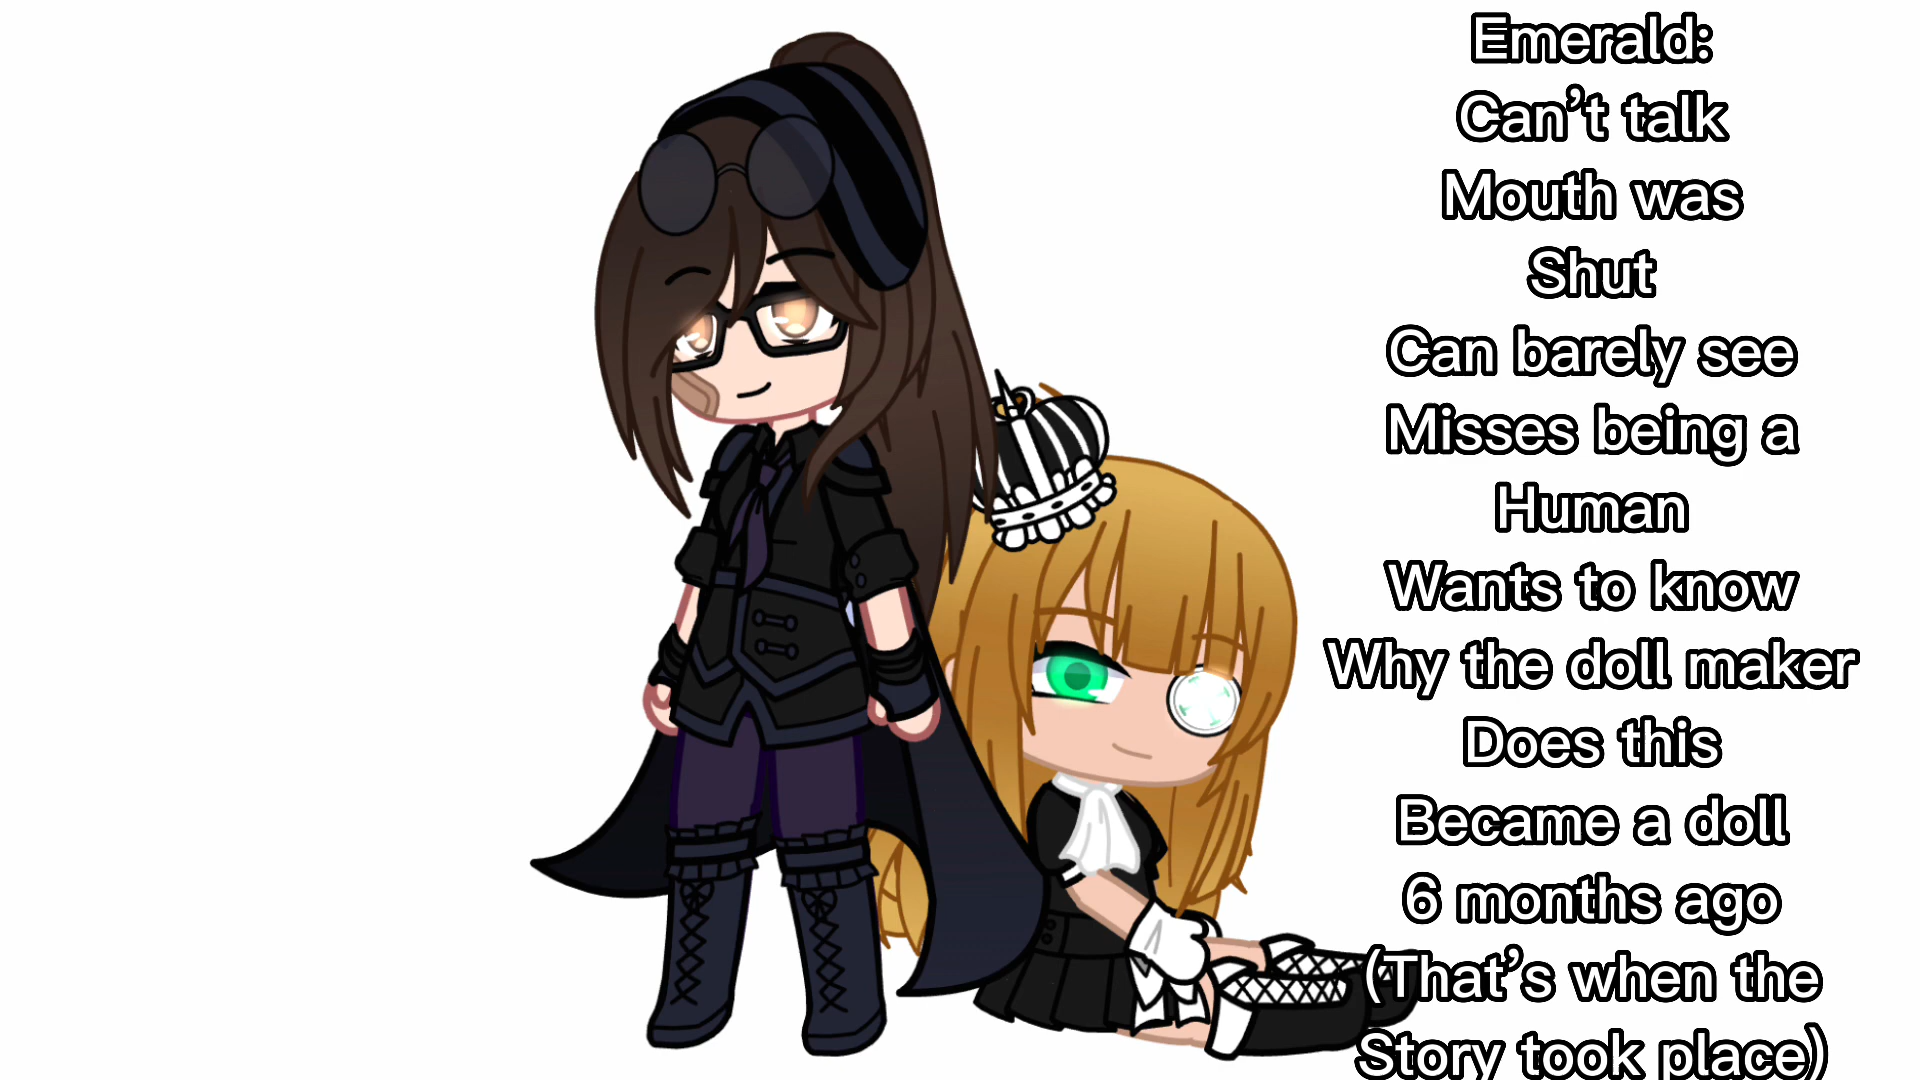 Emerald:
Can't talk
Mouth was
Shut
Can barely see
Misses being a
Human
Wants to know
Why the doll maker
Does this
Became a doll
6 months ago
(That's when the
Story took place)